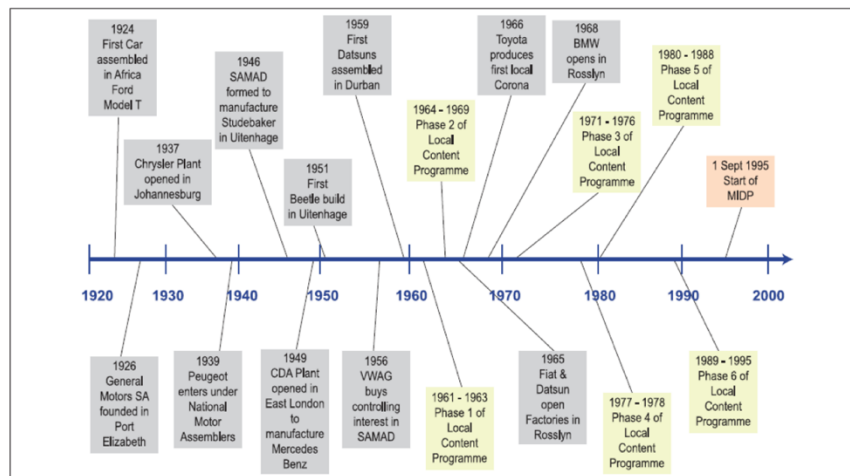 1924
First Car
assembled
in Africa
Ford
Model T
1937
Chrysler Plant
opened in
Johannesburg
1946
SAMAD
formed to
manufacture
Studebaker
in Uitenhage
1951
First
Beetle build
in Uitenhage
1959
First
Datsuns
assembled
in Durban
1964 - 1969
Phase 2 of
Local
Content
Programme
1966
Toyota
produces
first local
Corona
1968
BMW
opens in
Rosslyn
1971 - 1976
Phase 3 of
Local
Content
Programme
1980 - 1988
Phase 5 of
Local
Content
Programme
1 Sept 1995
Start of
MIDP
1920 1930 1940 1950 1960 1970 1980 1990 2000
1926
General
Motors SA
founded in
Port
Elizabeth
1939
Peugeot
enters under
National
Motor
Assemblers
1949
CDA Plant
opened in
East London
to
manufacture
Mercedes
Benz
1956
VWAG
buys
controlling
interest in
SAMAD
1961 - 1963
Phase 1 of
Local
Content
Programme
1965
Fiat &
Datsun
open
Factories in
Rosslyn
1977 - 1978
Phase 4 of
Local
Content
Programme
1989 - 1995
Phase 6 of
Local
Content
Programme